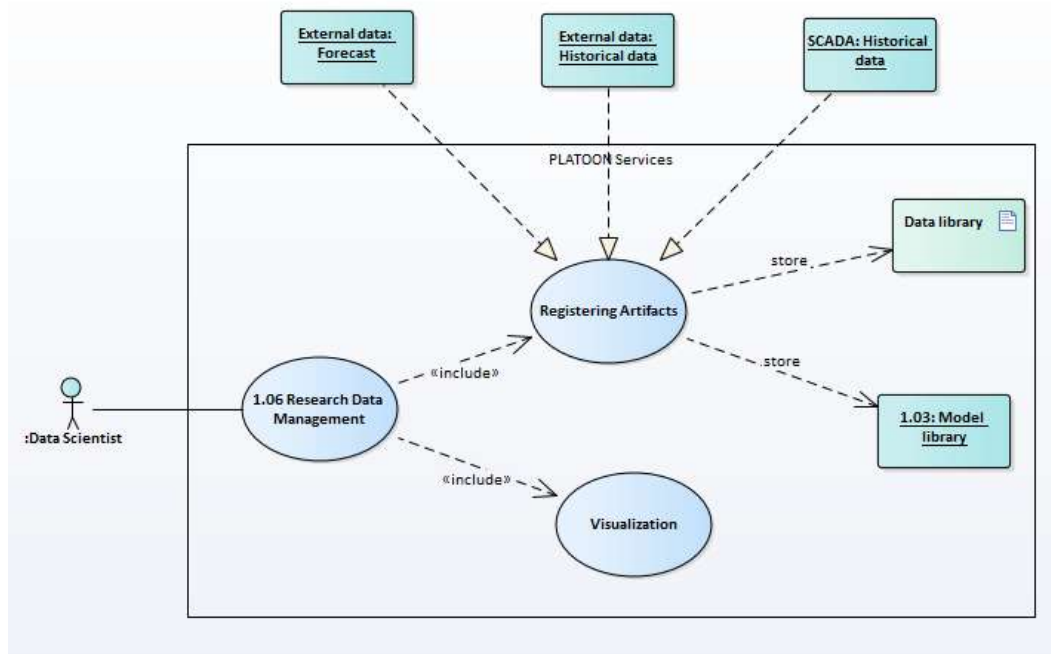 External data:
Forecast
External data:
Historical data
SCADA: Historical
data
PLATOON Services
Data library
store
Registering Artifacts
store
«include»
1.06 Research Data
Management
1.03: Model
library
:Data Scientist
«include»
Visualization